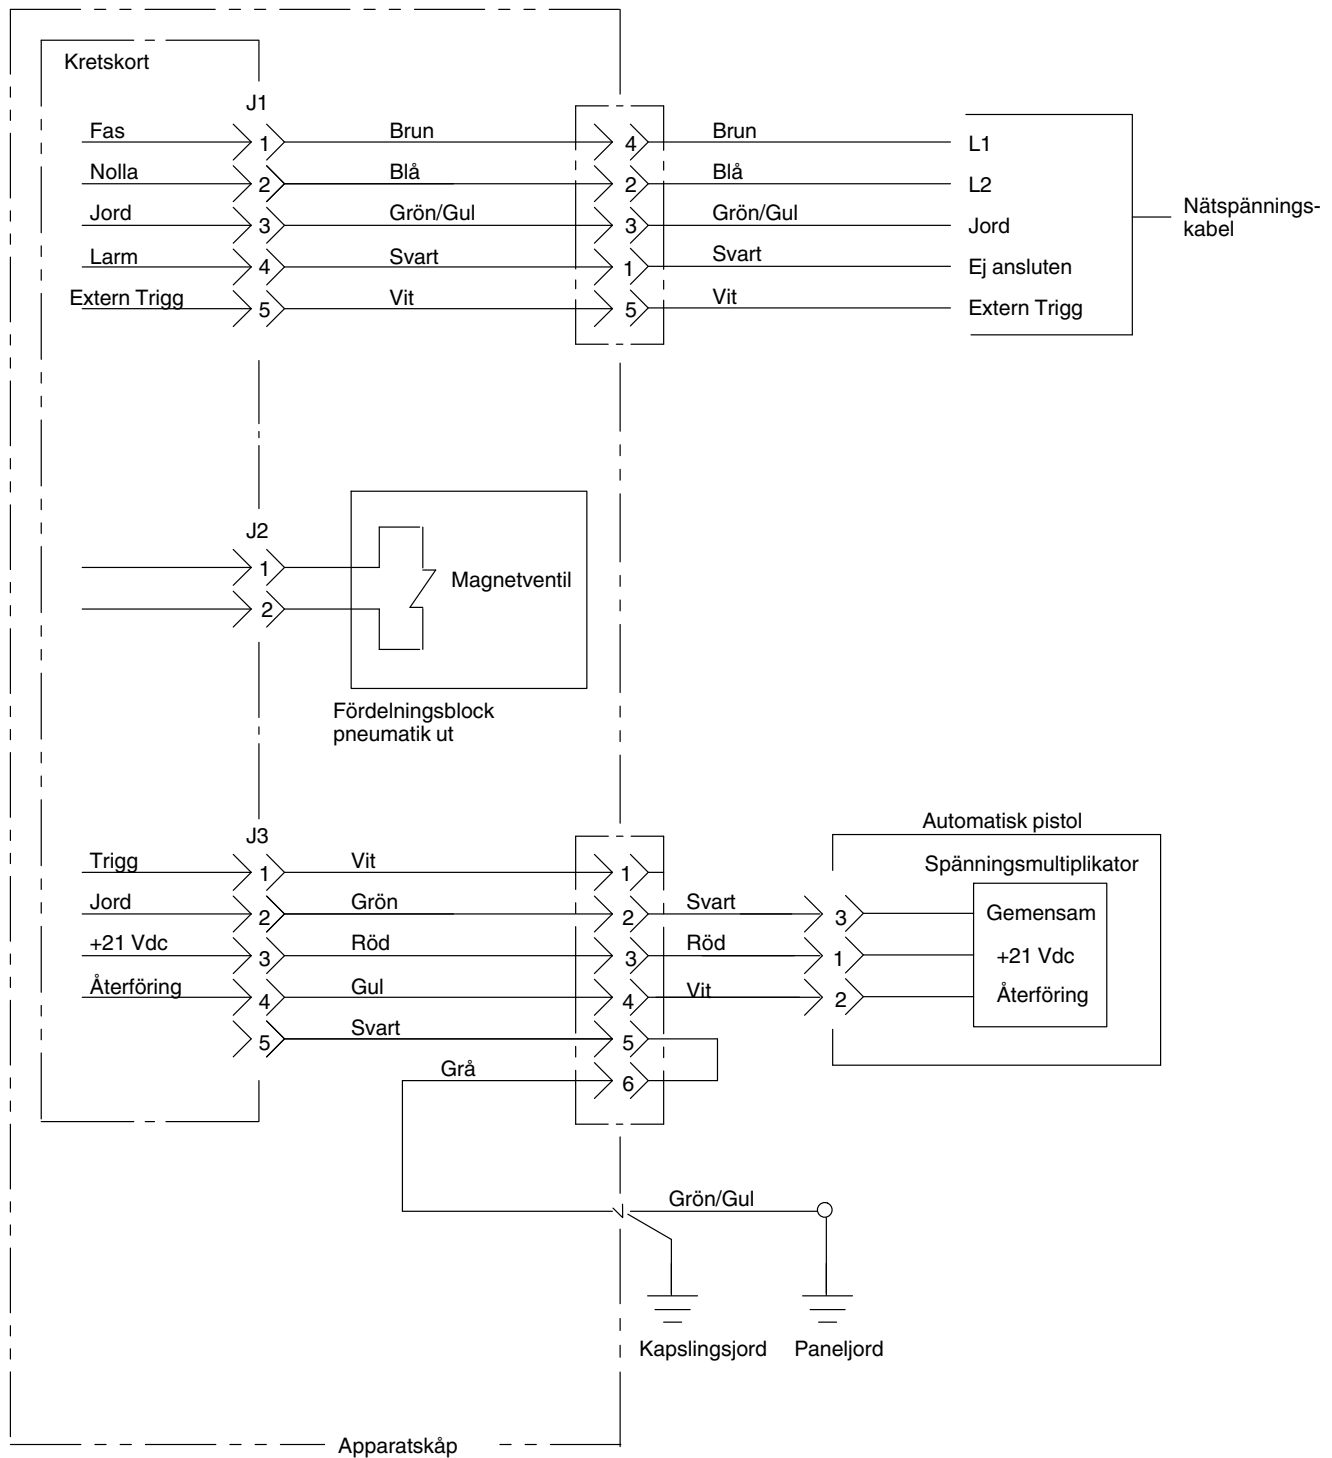 Kretskort
J1
Fas 1 Brun 4 Brun L1
Nolla 2 Blå 2 Blå L2
Jord 3 Grön/Gul 3 Grön/Gul Jord
Larm 4 Svart 1 Svart Ej ansluten
Extern Trigg 5 Vit 5 Vit Extern Trigg
Nätspännings-
kabel
J2
1
2
Magnetventil
Fördelningsblock
pneumatik ut
J3
Automatisk pistol
Spänningsmultiplikator
Trigg 1 Vit 1
Jord 2 Grön 2 Svart 3 Gemensam
+21 Vdc 3 Röd 3 Röd 1 +21 Vdc
Återföring 4 Gul 4 Vit 2 Återföring
5 Svart 5
Grå 6
Grön/Gul
Kapslingsjord Paneljord
Apparatskåp